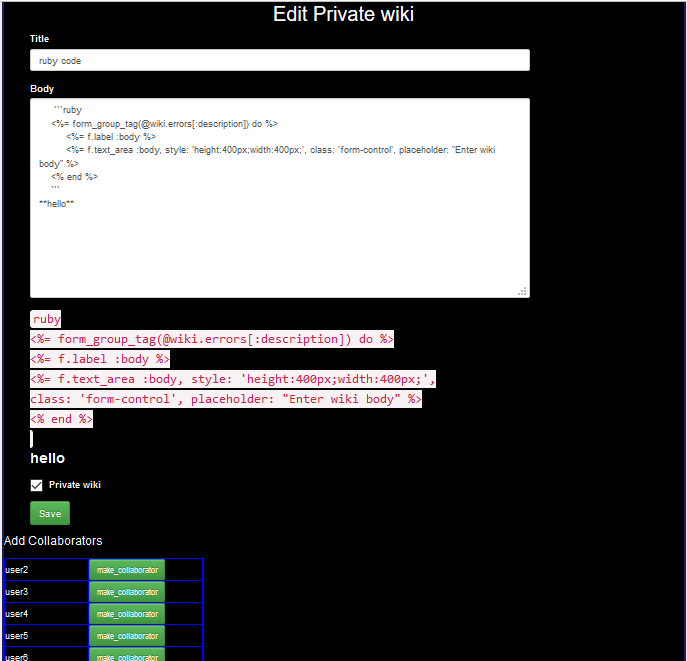 Edit Private wiki
Title
ruby code
Body
```ruby
<%= form_group_tag(@wiki.errors[:description]) do %>
<%= f.label :body %>
<%= f.text_area :body, style: 'height:400px;width:400px;', class: 'form-control', placeholder: "Enter wiki
body" %>
<% end %>
```
**hello**
ruby
<%= form_group_tag(@wiki.errors[:description]) do %>
<%= f.label :body %>
<%= f.text_area :body, style: 'height:400px;width:400px;',
class: 'form-control', placeholder: "Enter wiki body" %>
<% end %>
hello
Private wiki
Save
Add Collaborators
user2 make_collaborator
user3 make_collaborator
user4 make_collaborator
user5 make_collaborator
user6 make_collaborator